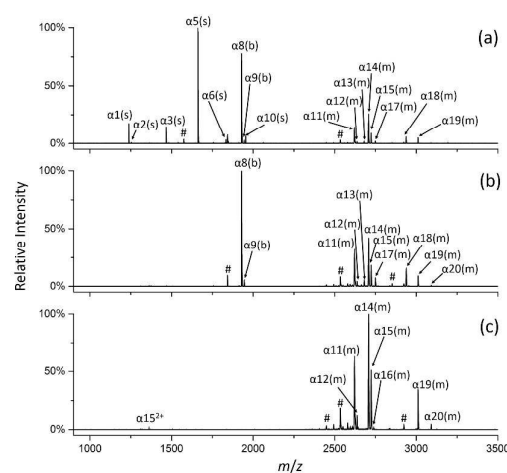 α5(s)
100%
(a)
α8(b)
α14(m)
α9(b)
α13(m)
α15(m)
50%
α12(m)
α18(m)
α6(s)
α10(s)
α11(m)
α17(m)
α1(s)
α3(s)
α19(m)
α2(s)
#
#
0%
α8(b)
100%
(b)
α13(m)
α12(m)
α14(m)
50%
α11(m)
α15(m)
α18(m)
α9(b)
α17(m)
α19(m)
#
#
#
α20(m)
0%
Relative Intensity
α14(m)
100%
(c)
α15(m)
α11(m)
50%
α16(m)
α12(m)
α19(m)
#
α15²⁺
#
#
α20(m)
0%
1000 1500 2000 2500 3000 3500
m/z